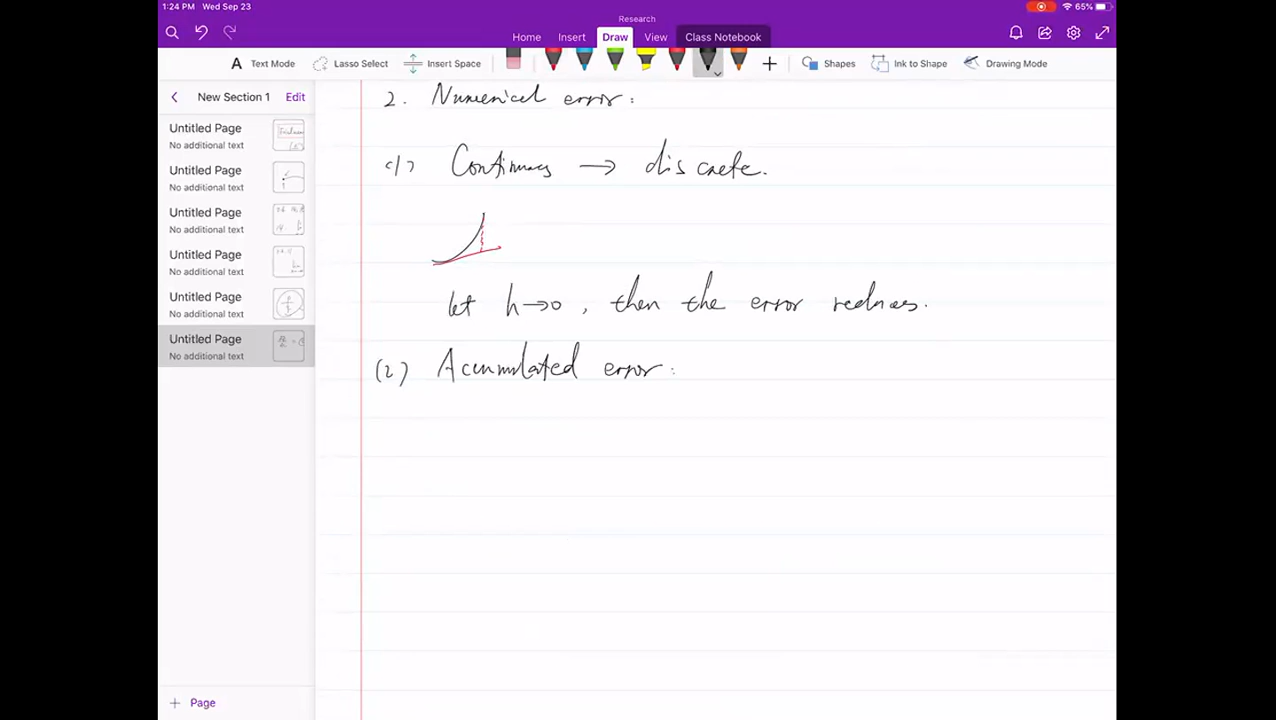 1:24 PM Wed Sep 23
65%
Research
Home Insert Draw View Class Notebook
A Text Mode Lasso Select Insert Space Shapes Ink to Shape Drawing Mode
New Section 1 Edit
Untitled Page
No additional text
Untitled Page
No additional text
Untitled Page
No additional text
Untitled Page
No additional text
Untitled Page
No additional text
Untitled Page
No additional text
+ Page
2. Numerical error:
(1) Continuous → discrete.
let h→0, then the error reduces.
(2) Acumulated error: